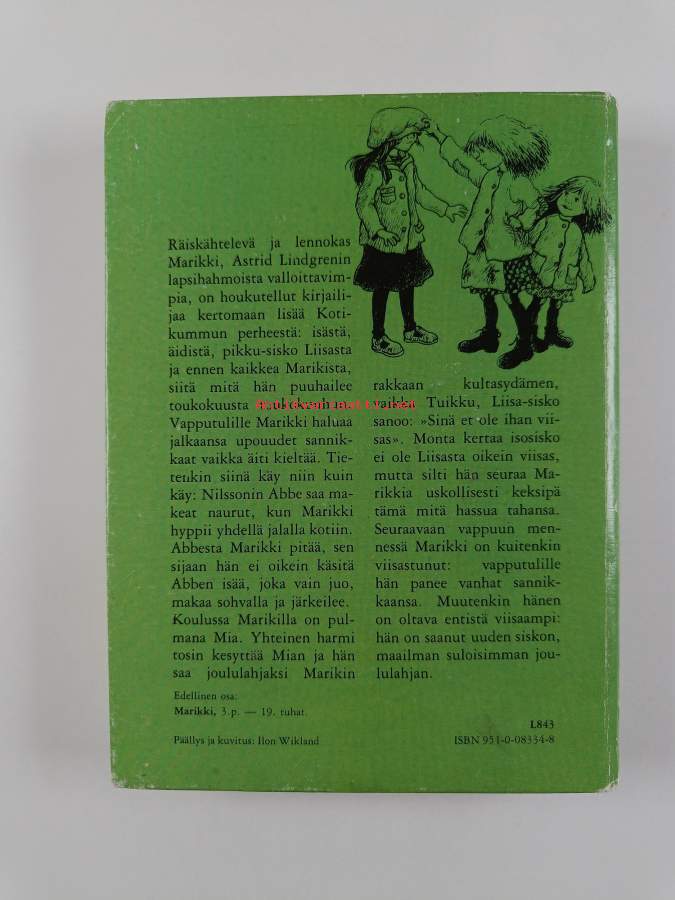 Räiskähtelevä ja lennokas
Marikki, Astrid Lindgrenin
lapsihahmoista valloittavim-
pia, on houkutellut kirjaili-
jaa kertomaan lisää Koti-
kummun perheestä: isästä,
äidistä, pikku-sisko Liisasta
ja ennen kaikkea Marikista,
siitä mitä hän puuhailee
toukokuusta toukokuuhun.
Vapputulille Marikki haluaa
jalkaansa upouudet sannik-
kaat vaikka äiti kieltää. Tie-
tenkin siinä käy niin kuin
käy: Nilssonin Abbe saa ma-
keat naurut, kun Marikki
hyppii yhdellä jalalla kotiin.
Abbesta Marikki pitää, sen
sijaan hän ei oikein käsitä
Abben isää, joka vain juo,
makaa sohvalla ja järkeilee.
Koulussa Marikilla on pul-
mana Mia. Yhteinen harmi
tosin kesyttää Mian ja hän
saa joululahjaksi Marikin
rakkaan kultasydämen,
vaikka Tuikku, Liisa-sisko
sanoo: »Sinä et ole ihan vii-
sas». Monta kertaa isosisko
ei ole Liisasta oikein viisas,
mutta silti hän seuraa Ma-
rikkia uskollisesti keksipä
tämä mitä hassua tahansa.
Seuraavaan vappuun men-
nessä Marikki on kuitenkin
viisastunut: vapputulille
hän panee vanhat sannik-
kaansa. Muutenkin hänen
on oltava entistä viisaampi:
hän on saanut uuden siskon,
maailman suloisimman jou-
lulahjan.
Edellinen osa:
Marikki, 3.p. — 19. tuhat.
Päällys ja kuvitus: Ilon Wikland
L843
ISBN 951-0-08334-8